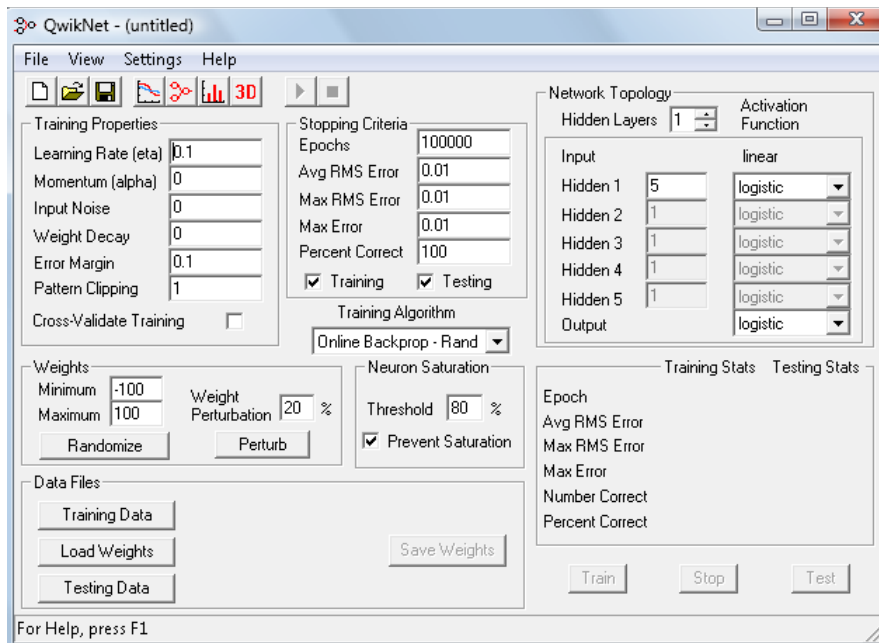 QwikNet - (untitled)
File View Settings Help
3D
Training Properties
Learning Rate (eta) 0.1
Momentum (alpha) 0
Input Noise 0
Weight Decay 0
Error Margin 0.1
Pattern Clipping 1
Cross-Validate Training
Stopping Criteria
Epochs 100000
Avg RMS Error 0.01
Max RMS Error 0.01
Max Error 0.01
Percent Correct 100
Training Testing
Training Algorithm
Online Backprop - Rand
Network Topology
Hidden Layers 1 Activation Function
Input linear
Hidden 1 5 logistic
Hidden 2 1 logistic
Hidden 3 1 logistic
Hidden 4 1 logistic
Hidden 5 1 logistic
Output logistic
Weights
Minimum -100
Maximum 100
Weight Perturbation 20 %
Randomize Perturb
Neuron Saturation
Threshold 80 %
Prevent Saturation
Training Stats Testing Stats
Epoch
Avg RMS Error
Max RMS Error
Max Error
Number Correct
Percent Correct
Data Files
Training Data
Load Weights Save Weights
Testing Data
Train Stop Test
For Help, press F1